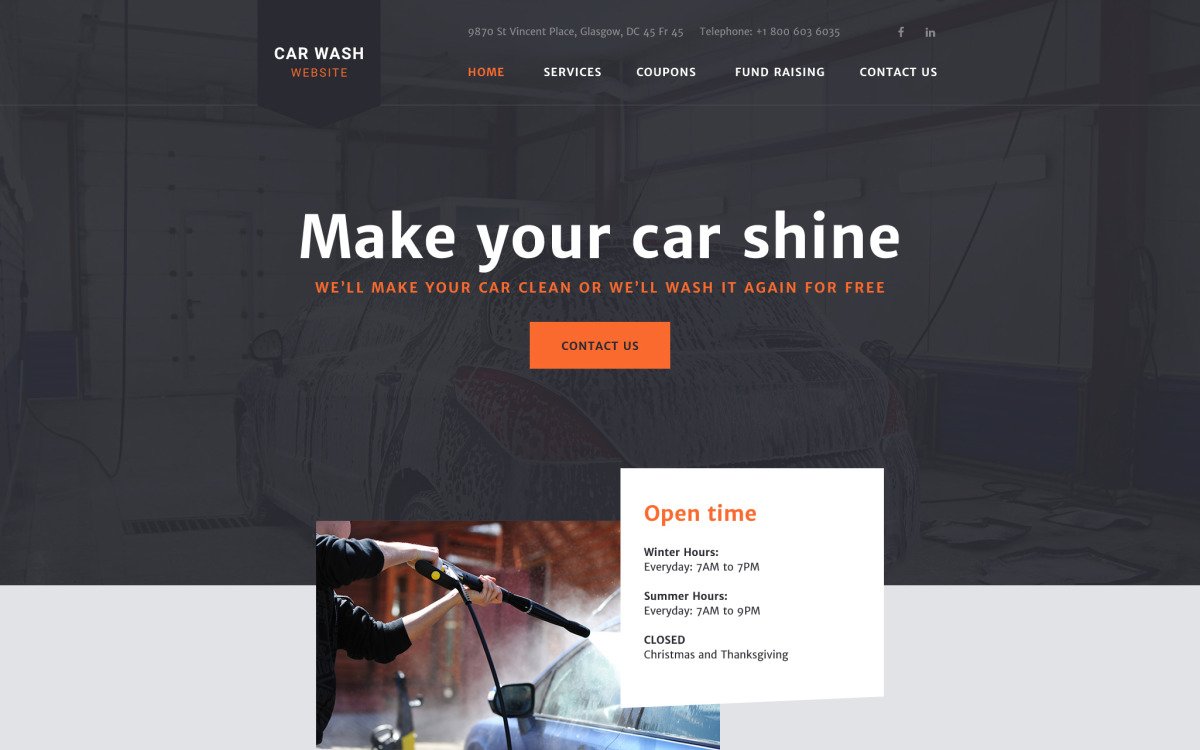 CAR WASH
WEBSITE
9870 St Vincent Place, Glasgow, DC 45 Fr 45 Telephone: +1 800 603 6035
HOME SERVICES COUPONS FUND RAISING CONTACT US
Make your car shine
WE'LL MAKE YOUR CAR CLEAN OR WE'LL WASH IT AGAIN FOR FREE
CONTACT US
Open time
Winter Hours:
Everyday: 7AM to 7PM
Summer Hours:
Everyday: 7AM to 9PM
CLOSED
Christmas and Thanksgiving